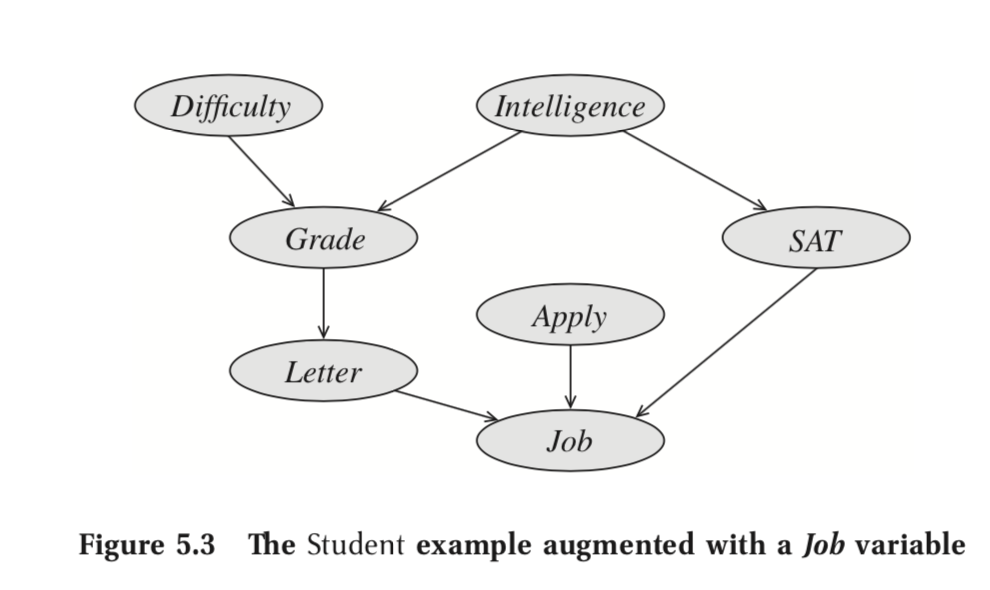 Difficulty
Intelligence
Grade
SAT
Apply
Letter
Job
Figure 5.3 The Student example augmented with a Job variable